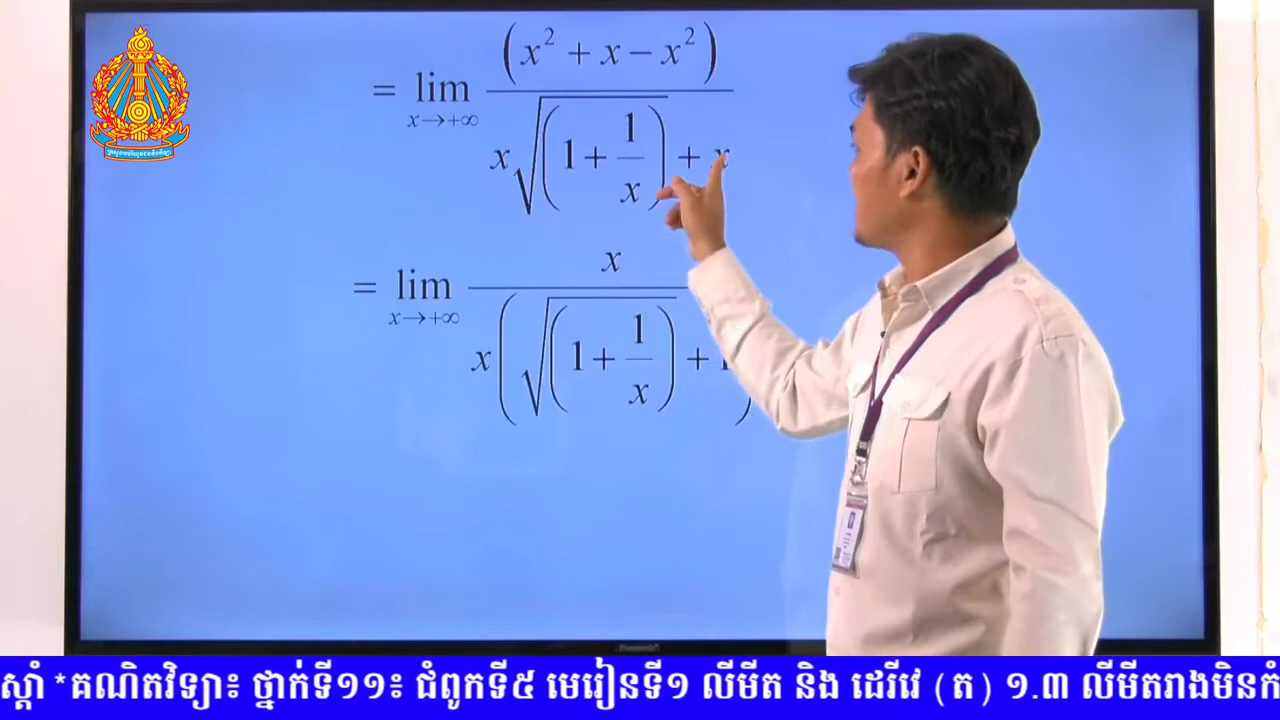 = lim x→+∞ (x² + x − x²) / (x√(1 + 1/x) + x)
= lim x→+∞ x / (x(√(1 + 1/x) + 1))
ស្តាំ *គណិតវិទ្យា៖ ថ្នាក់ទី១១៖ ជំពូកទី៥ មេរៀនទី១ លីមីត និង ដេរីវេ (ត) ១.៣ លីមីតរាងមិនកំ